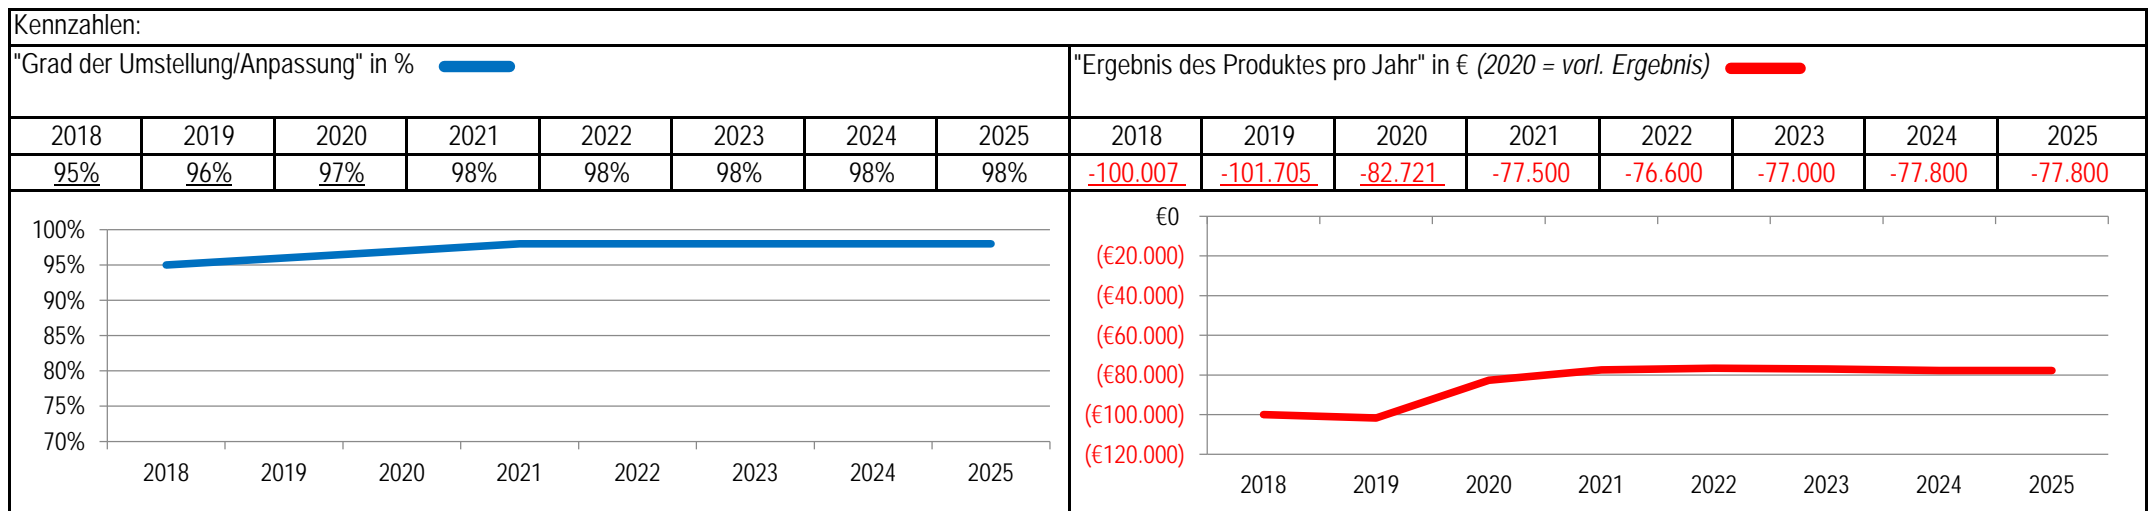 Kennzahlen:
"Grad der Umstellung/Anpassung" in %
"Ergebnis des Produktes pro Jahr" in € (2020 = vorl. Ergebnis)
2018 2019 2020 2021 2022 2023 2024 2025 2018 2019 2020 2021 2022 2023 2024 2025
95% 96% 97% 98% 98% 98% 98% 98% -100.007 -101.705 -82.721 -77.500 -76.600 -77.000 -77.800 -77.800
100%
95%
90%
85%
80%
75%
70%
2018 2019 2020 2021 2022 2023 2024 2025
€0
(€20.000)
(€40.000)
(€60.000)
(€80.000)
(€100.000)
(€120.000)
2018 2019 2020 2021 2022 2023 2024 2025